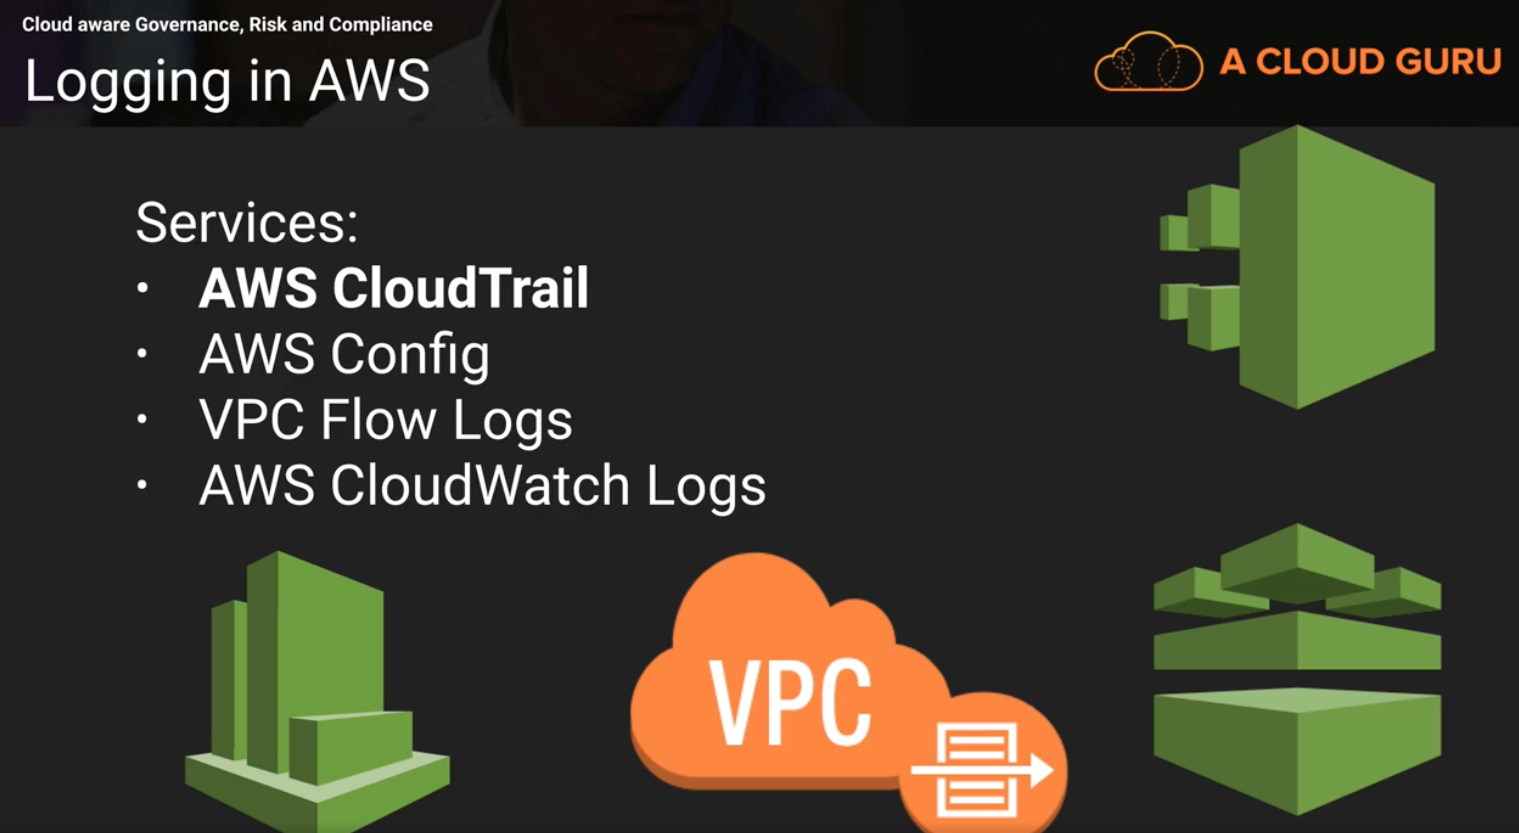 Cloud aware Governance, Risk and Compliance
Logging in AWS
A CLOUD GURU
Services:
• AWS CloudTrail
• AWS Config
• VPC Flow Logs
• AWS CloudWatch Logs
VPC